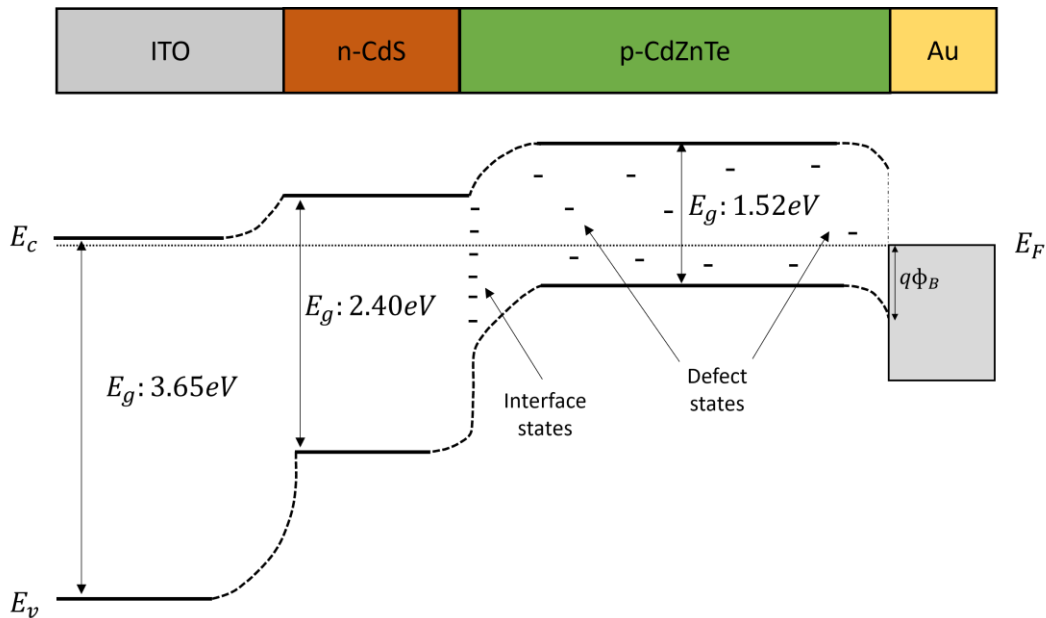 ITO n-CdS p-CdZnTe Au
E_c
E_F
E_g: 1.52eV
qϕ_B
E_g: 2.40eV
E_g: 3.65eV
Interface
states
Defect
states
E_v